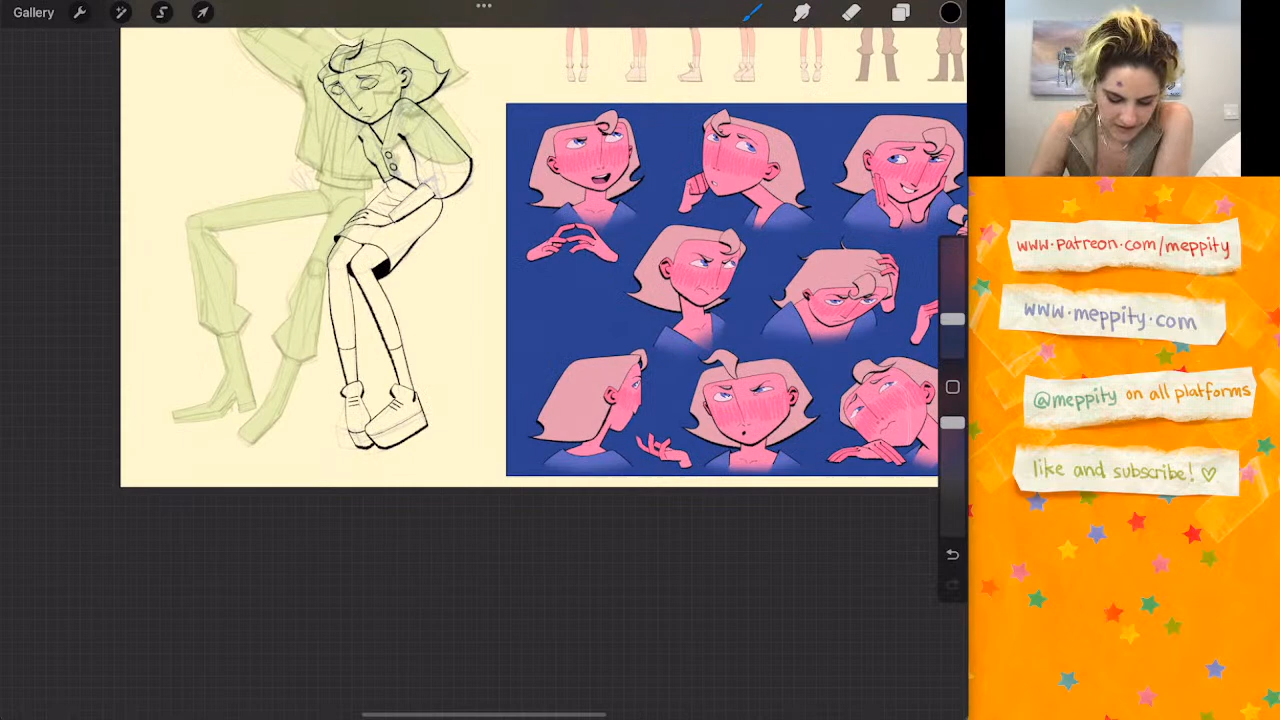 Gallery
www.patreon.com/meppity
www.meppity.com
@meppity on all platforms
like and subscribe! ♡